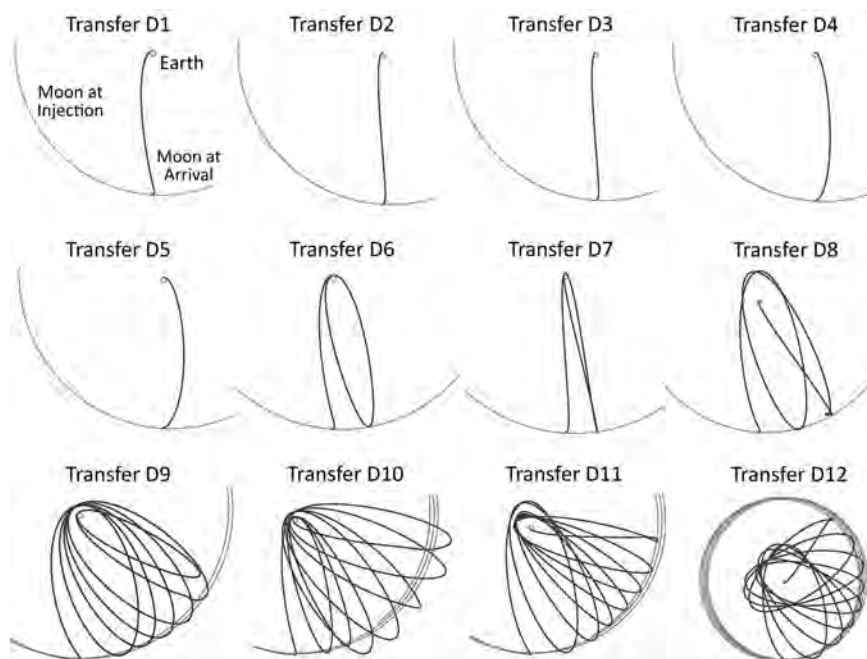 Transfer D1
Transfer D2
Transfer D3
Transfer D4
Earth
Moon at
Injection
Moon at
Arrival
Transfer D5
Transfer D6
Transfer D7
Transfer D8
Transfer D9
Transfer D10
Transfer D11
Transfer D12